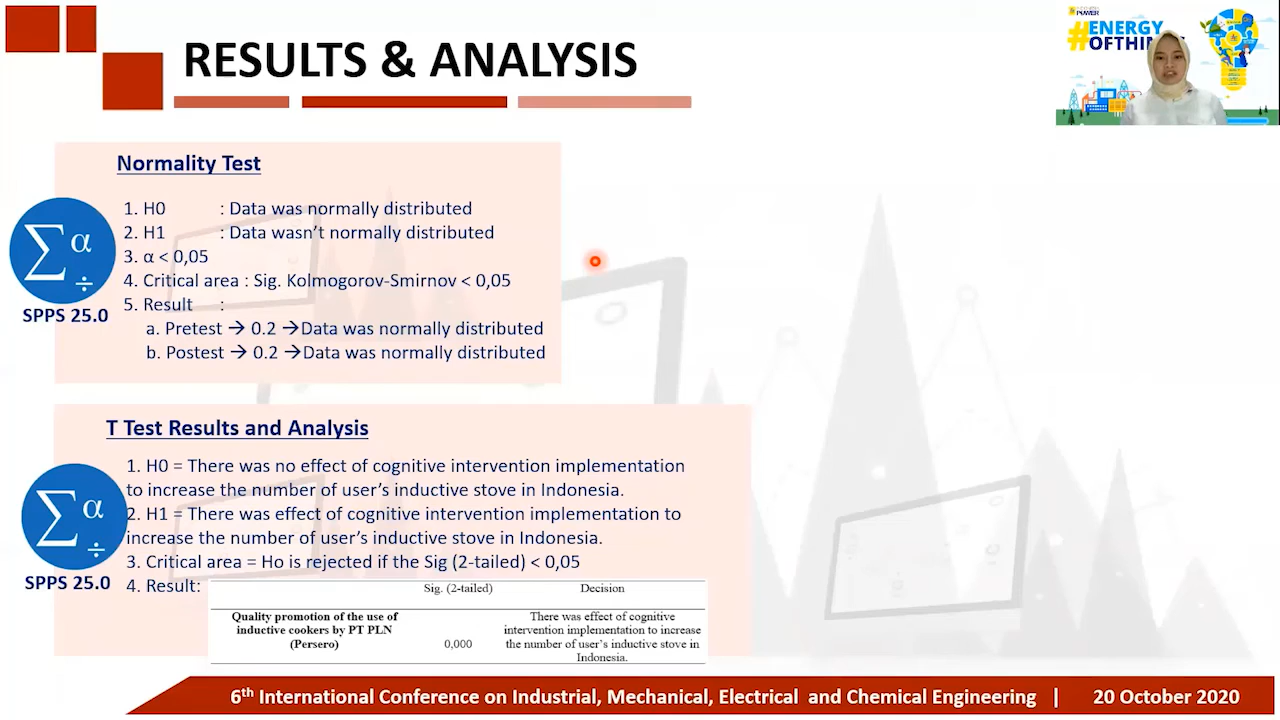 RESULTS & ANALYSIS
#ENERGY
Normality Test
1. H0 : Data was normally distributed
2. H1 : Data wasn't normally distributed
3. α < 0,05
4. Critical area : Sig. Kolmogorov-Smirnov < 0,05
5. Result :
a. Pretest → 0.2 →Data was normally distributed
b. Postest → 0.2 →Data was normally distributed
Σ α ÷
SPPS 25.0
T Test Results and Analysis
1. H0 = There was no effect of cognitive intervention implementation
to increase the number of user's inductive stove in Indonesia.
2. H1 = There was effect of cognitive intervention implementation to
increase the number of user's inductive stove in Indonesia.
3. Critical area = Ho is rejected if the Sig (2-tailed) < 0,05
4. Result:
Σ α ÷
SPPS 25.0
Sig. (2-tailed) Decision
Quality promotion of the use of
inductive cookers by PT PLN
(Persero)
0,000
There was effect of cognitive
intervention implementation to increase
the number of user's inductive stove in
Indonesia.
6th International Conference on Industrial, Mechanical, Electrical and Chemical Engineering | 20 October 2020